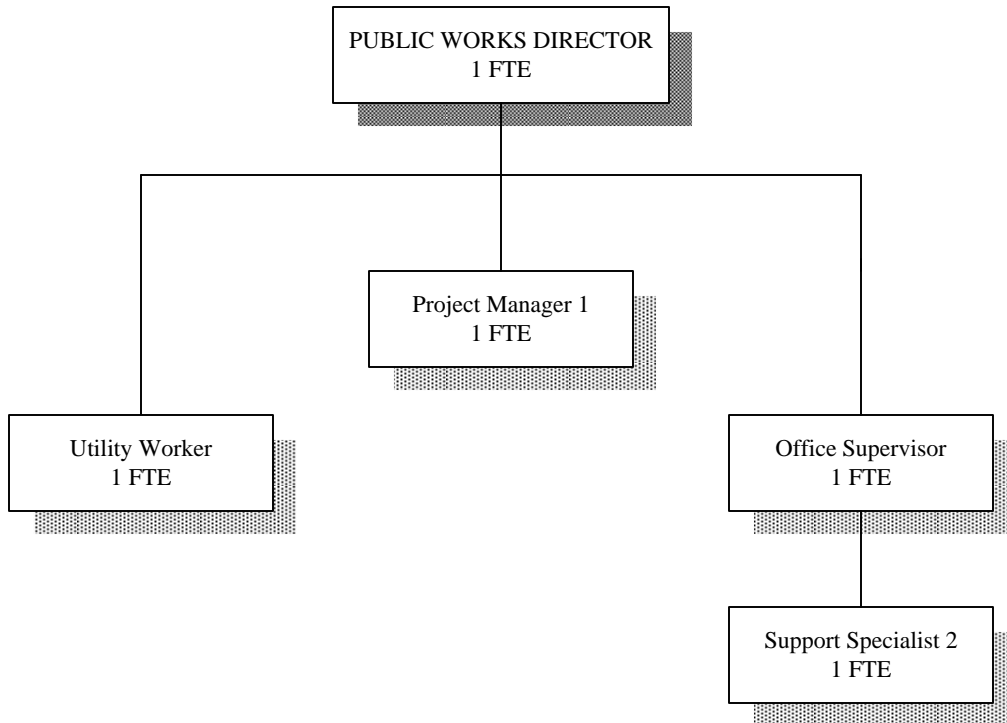 PUBLIC WORKS DIRECTOR
1 FTE
Project Manager 1
1 FTE
Utility Worker
1 FTE
Office Supervisor
1 FTE
Support Specialist 2
1 FTE